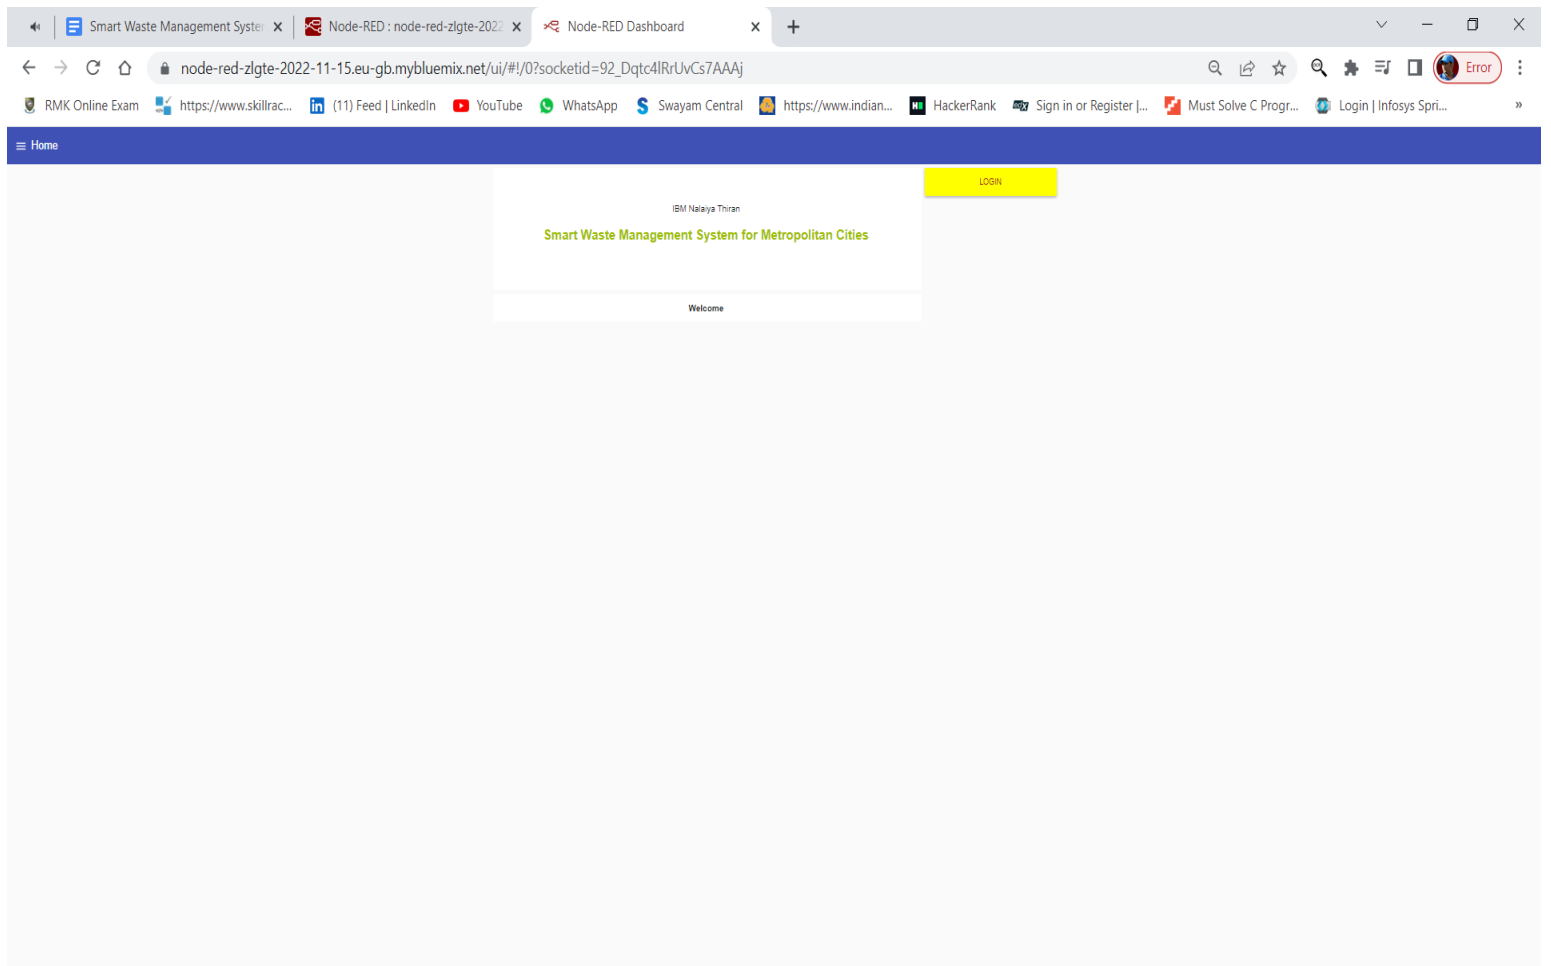 Smart Waste Management Syste
Node-RED : node-red-zlgte-2022
Node-RED Dashboard
node-red-zlgte-2022-11-15.eu-gb.mybluemix.net/ui/#!/0?socketid=92_Dqtc4lRrUvCs7AAAj
Error
RMK Online Exam
https://www.skillrac...
(11) Feed | LinkedIn
YouTube
WhatsApp
Swayam Central
https://www.indian...
HackerRank
Sign in or Register |...
Must Solve C Progr...
Login | Infosys Spri...
Home
LOGIN
IBM Nalaiya Thiran
Smart Waste Management System for Metropolitan Cities
Welcome